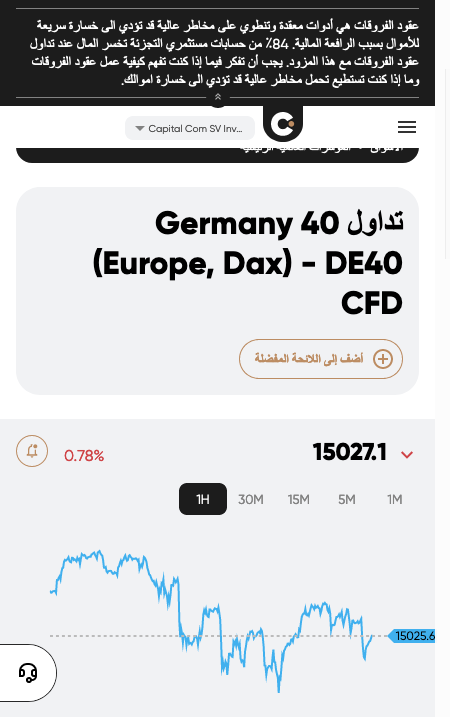 عقود الفروقات هي أدوات معقدة وتنطوي على مخاطر عالية قد تؤدي الى خسارة سريعة
للأموال بسبب الرافعة المالية. 84٪ من حسابات مستثمري التجزئة تخسر المال عند تداول
عقود الفروقات مع هذا المزود. يجب أن تفكر فيما إذا كنت تفهم كيفية عمل عقود الفروقات
وما إذا كنت تستطيع تحمل مخاطر عالية قد تؤدي الى خسارة اموالك.
Capital Com SV Inv...
تداول Germany 40
(Europe, Dax) - DE40
CFD
أضف إلى اللائحة المفضلة
15027.1
0.78%
1H 30M 15M 5M 1M
15025.6